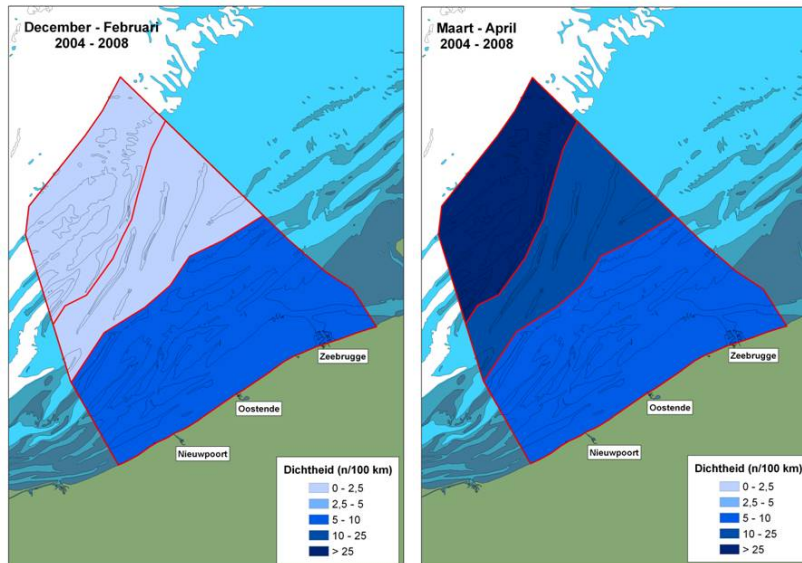 December - Februari
2004 - 2008
Zeebrugge
Oostende
Nieuwpoort
Dichtheid (n/100 km)
0 - 2,5
2,5 - 5
5 - 10
10 - 25
> 25
Maart - April
2004 - 2008
Zeebrugge
Oostende
Nieuwpoort
Dichtheid (n/100 km)
0 - 2,5
2,5 - 5
5 - 10
10 - 25
> 25